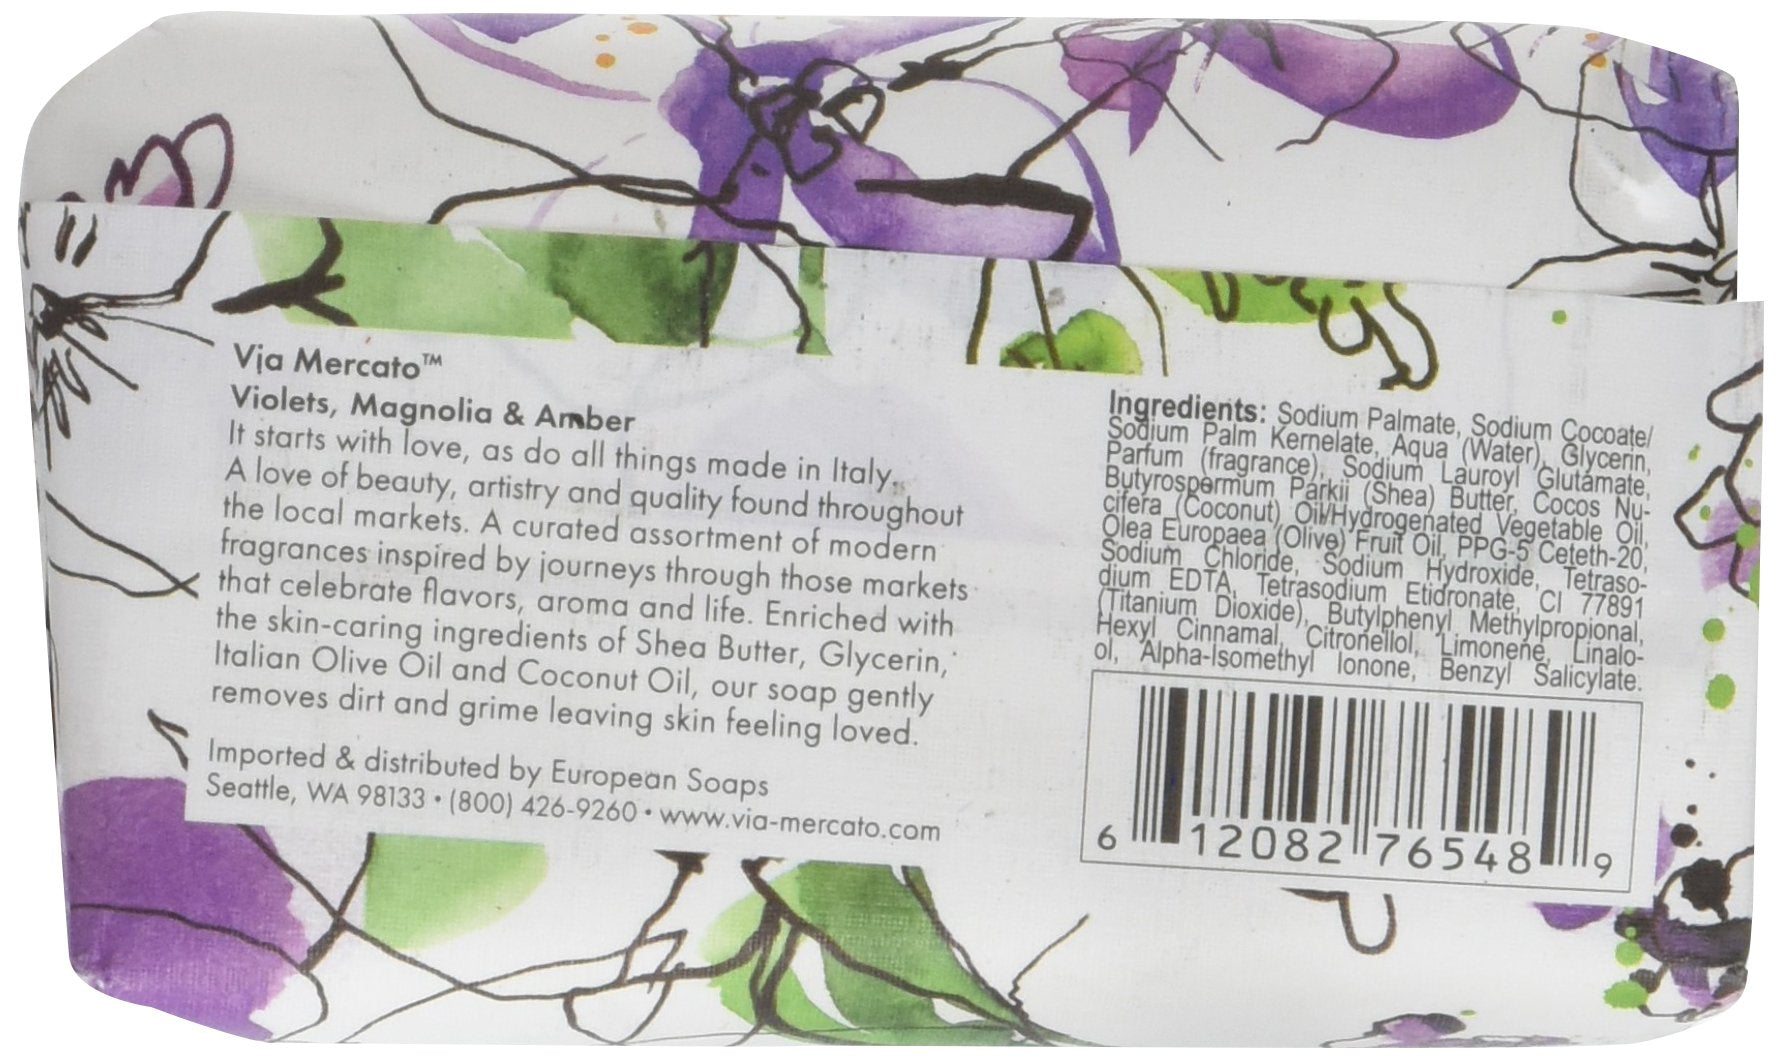 Via Mercato™
Violets, Magnolia & Amber
It starts with love, as do all things made in Italy.
A love of beauty, artistry and quality found throughout
the local markets. A curated assortment of modern
fragrances inspired by journeys through those markets
that celebrate flavors, aroma and life. Enriched with
the skin-caring ingredients of Shea Butter, Glycerin,
Italian Olive Oil and Coconut Oil, our soap gently
removes dirt and grime leaving skin feeling loved.
Imported & distributed by European Soaps
Seattle, WA 98133 • (800) 426-9260 • www.via-mercato.com
Ingredients: Sodium Palmate, Sodium Cocoate/
Sodium Palm Kernelate, Aqua (Water), Glycerin,
Parfum (fragrance), Sodium Lauroyl Glutamate,
Butyrospermum Parkii (Shea) Butter, Cocos Nu-
cifera (Coconut) Oil/Hydrogenated Vegetable Oil,
Olea Europaea (Olive) Fruit Oil, PPG-5 Ceteth-20,
Sodium Chloride, Sodium Hydroxide, Tetraso-
dium EDTA, Tetrasodium Etidronate, CI 77891
(Titanium Dioxide), Butylphenyl Methylpropional,
Hexyl Cinnamal, Citronellol, Limonene, Linalo-
ol, Alpha-Isomethyl Ionone, Benzyl Salicylate.
6 12082 76548 9